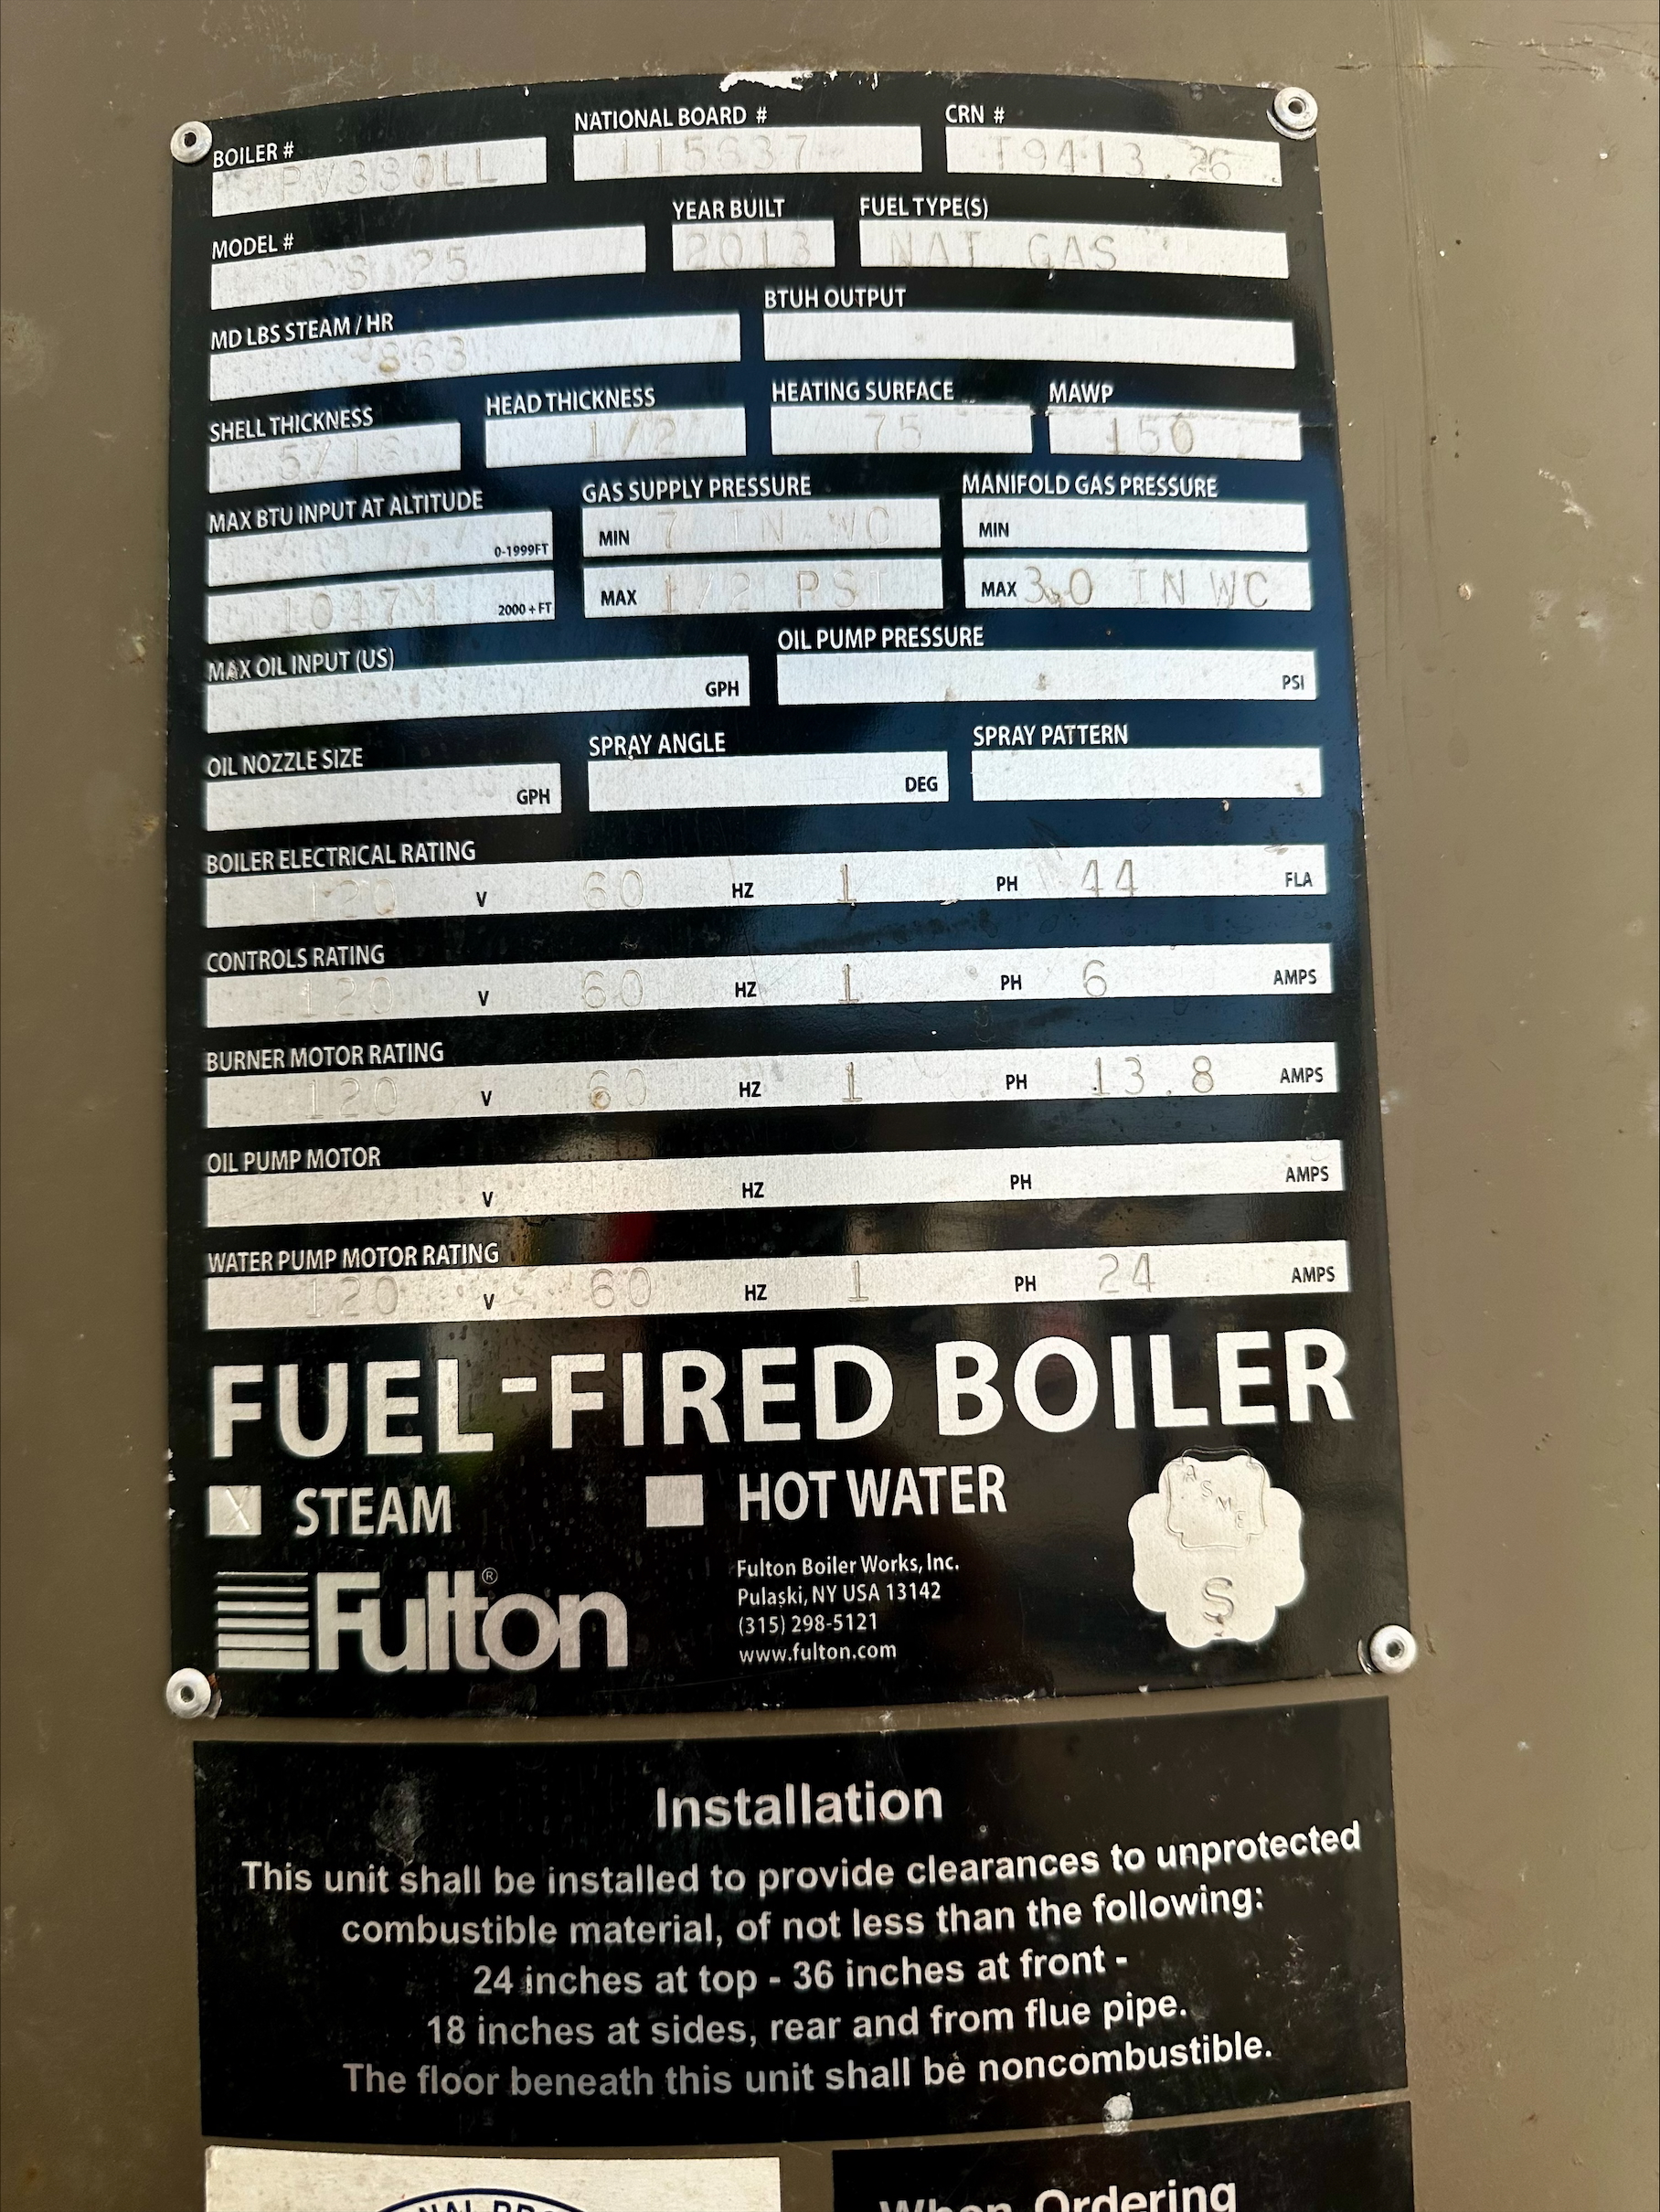 BOILER # NATIONAL BOARD # CRN #
115637 T9413.26
MODEL # YEAR BUILT FUEL TYPE(S)
25 2013 NAT. GAS
MD LBS STEAM / HR BTUH OUTPUT
863
SHELL THICKNESS HEAD THICKNESS HEATING SURFACE MAWP
5/16 1/2 75 150
MAX BTU INPUT AT ALTITUDE GAS SUPPLY PRESSURE MANIFOLD GAS PRESSURE
0-1999FT MIN 7 IN WC MIN
2000 + FT MAX 1/2 PSI MAX 3.0 IN WC
MAX OIL INPUT (US) OIL PUMP PRESSURE
GPH PSI
OIL NOZZLE SIZE SPRAY ANGLE SPRAY PATTERN
GPH DEG
BOILER ELECTRICAL RATING
120 V 60 HZ 1 PH 44 FLA
CONTROLS RATING
120 V 60 HZ 1 PH 6 AMPS
BURNER MOTOR RATING
120 V 60 HZ 1 PH 13.8 AMPS
OIL PUMP MOTOR
V HZ PH AMPS
WATER PUMP MOTOR RATING
120 V 60 HZ 1 PH 24 AMPS
FUEL-FIRED BOILER
X STEAM HOT WATER
ASME
S
Fulton®
Fulton Boiler Works, Inc.
Pulaski, NY USA 13142
(315) 298-5121
www.fulton.com
Installation
This unit shall be installed to provide clearances to unprotected
combustible material, of not less than the following:
24 inches at top - 36 inches at front -
18 inches at sides, rear and from flue pipe.
The floor beneath this unit shall be noncombustible.
When Ordering